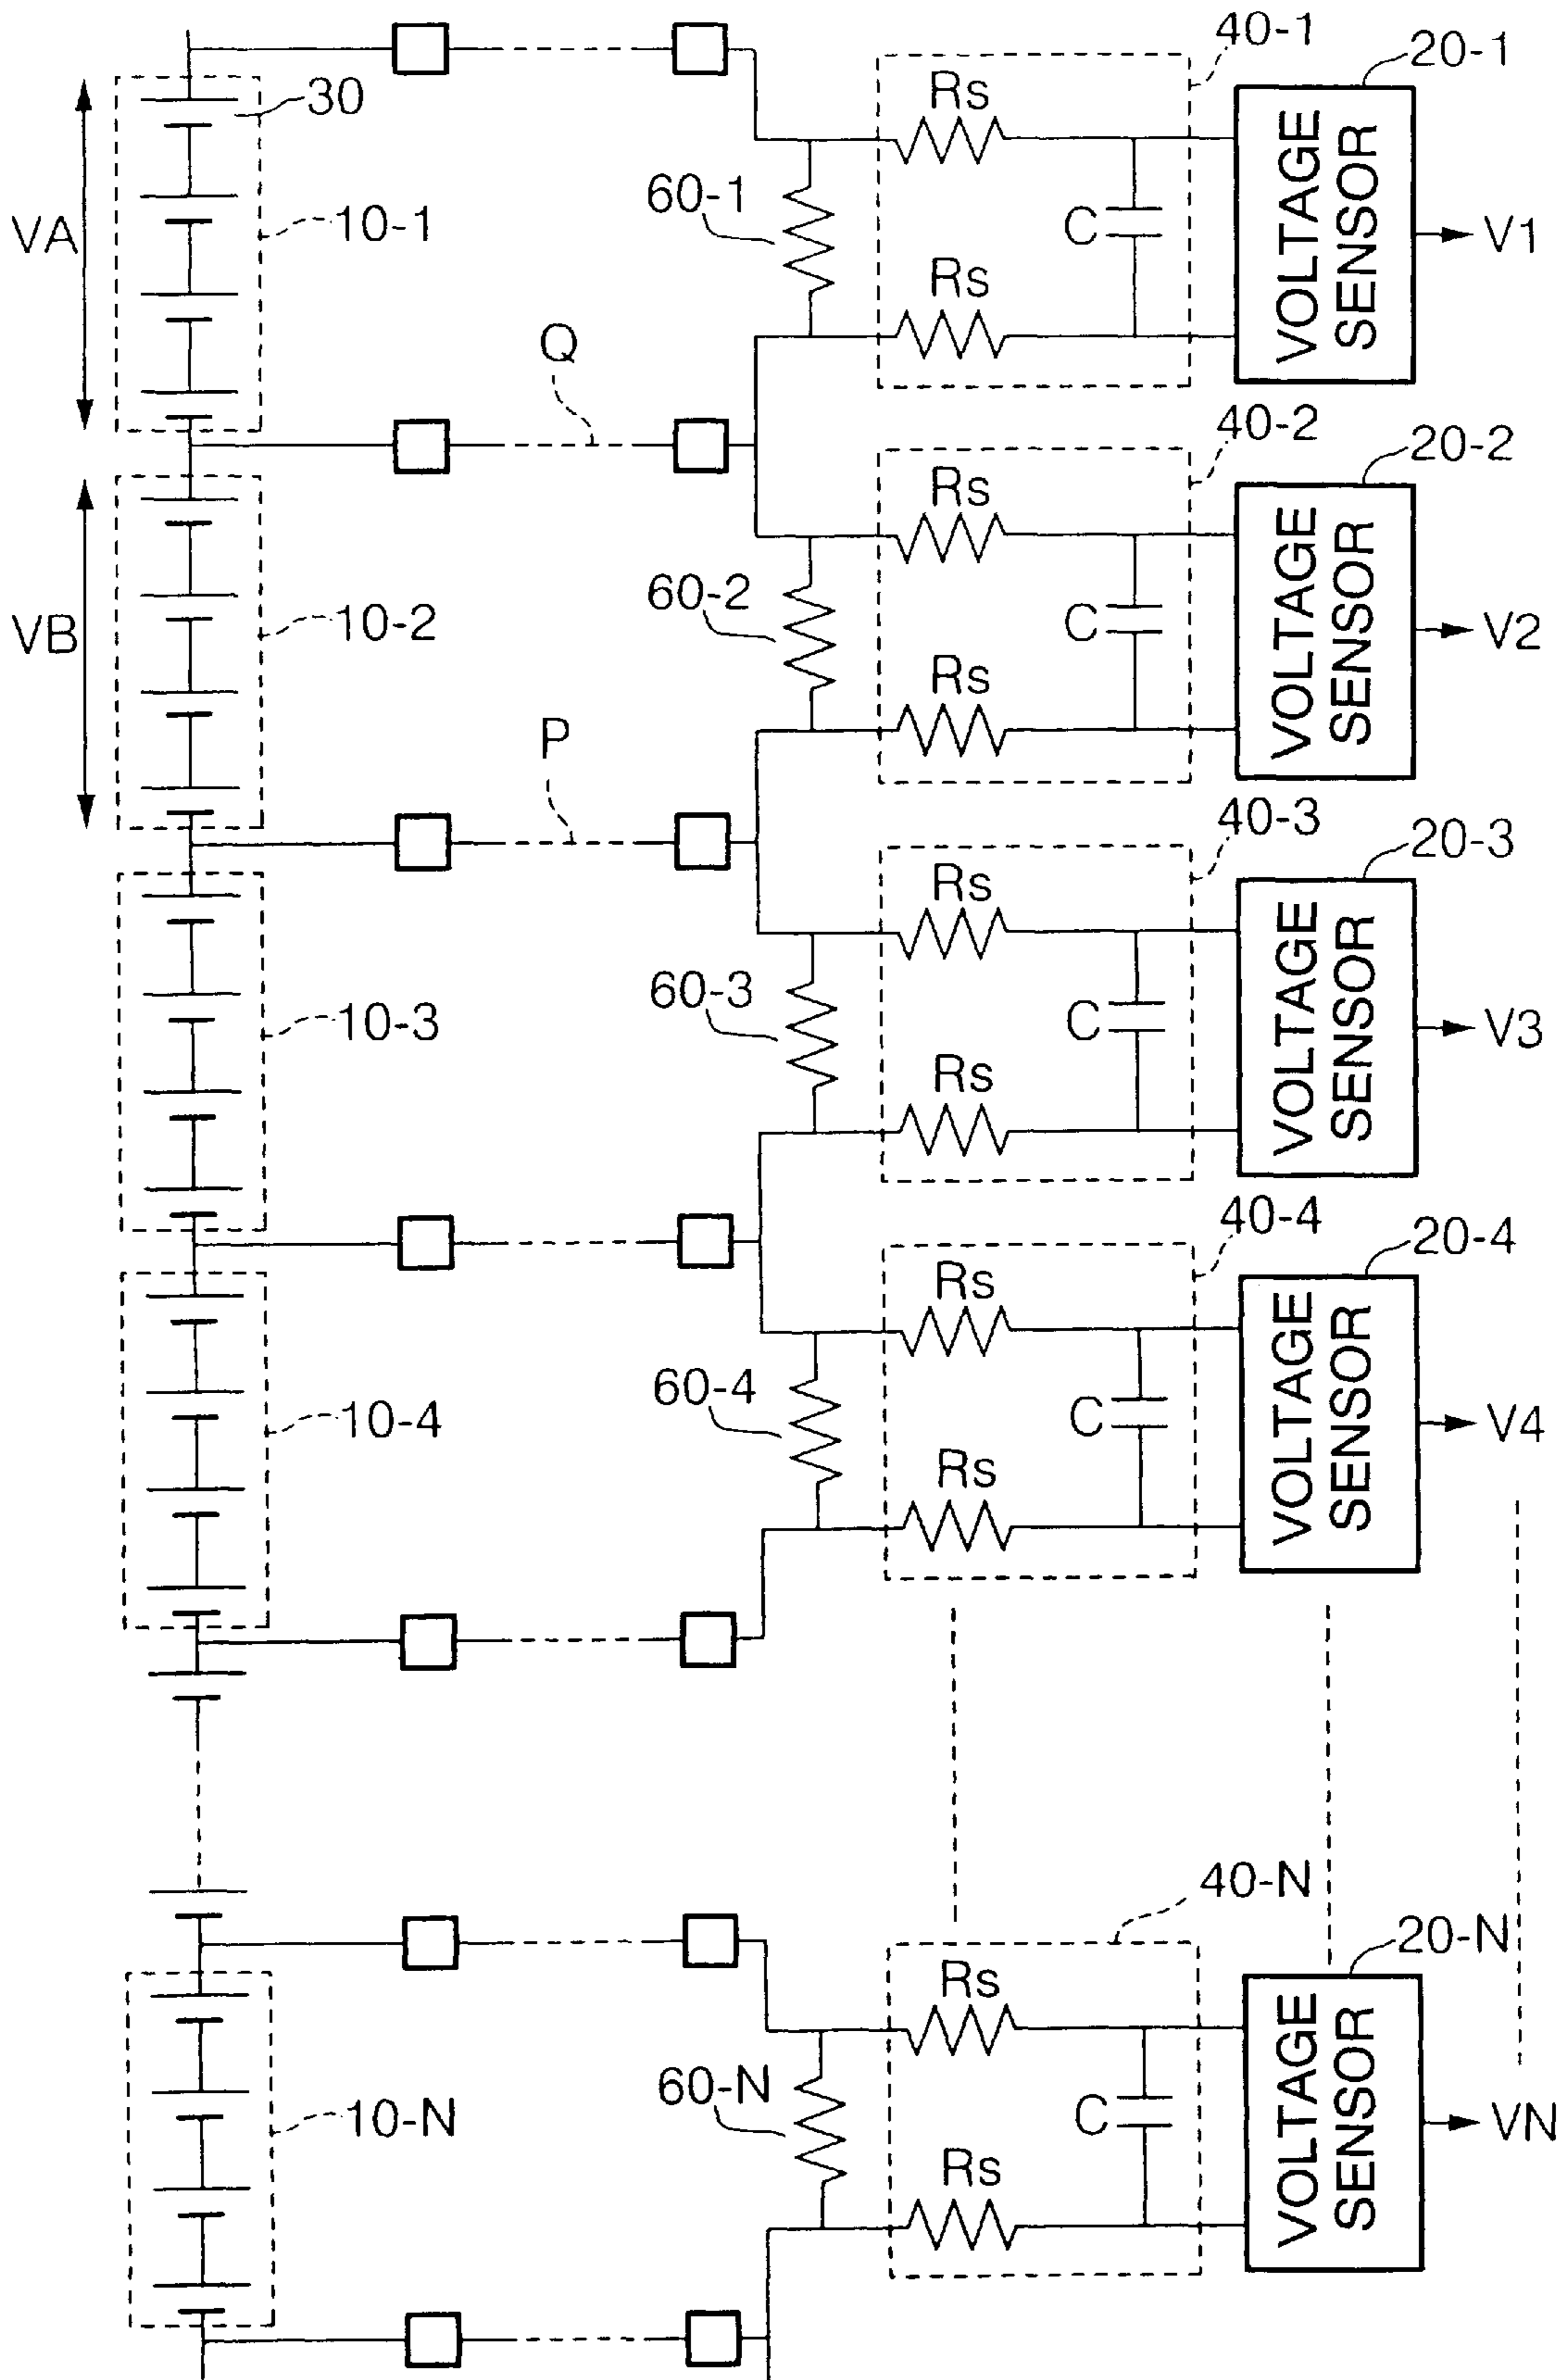 40-1
20-1
30
Rs
VA
10-1
60-1
C
VOLTAGE
SENSOR
V1
Rs
Q
40-2
20-2
Rs
VB
10-2
60-2
C
VOLTAGE
SENSOR
V2
Rs
P
40-3
20-3
Rs
10-3
60-3
C
VOLTAGE
SENSOR
V3
Rs
40-4
20-4
Rs
10-4
60-4
C
VOLTAGE
SENSOR
V4
Rs
40-N
20-N
Rs
10-N
60-N
C
VOLTAGE
SENSOR
VN
Rs